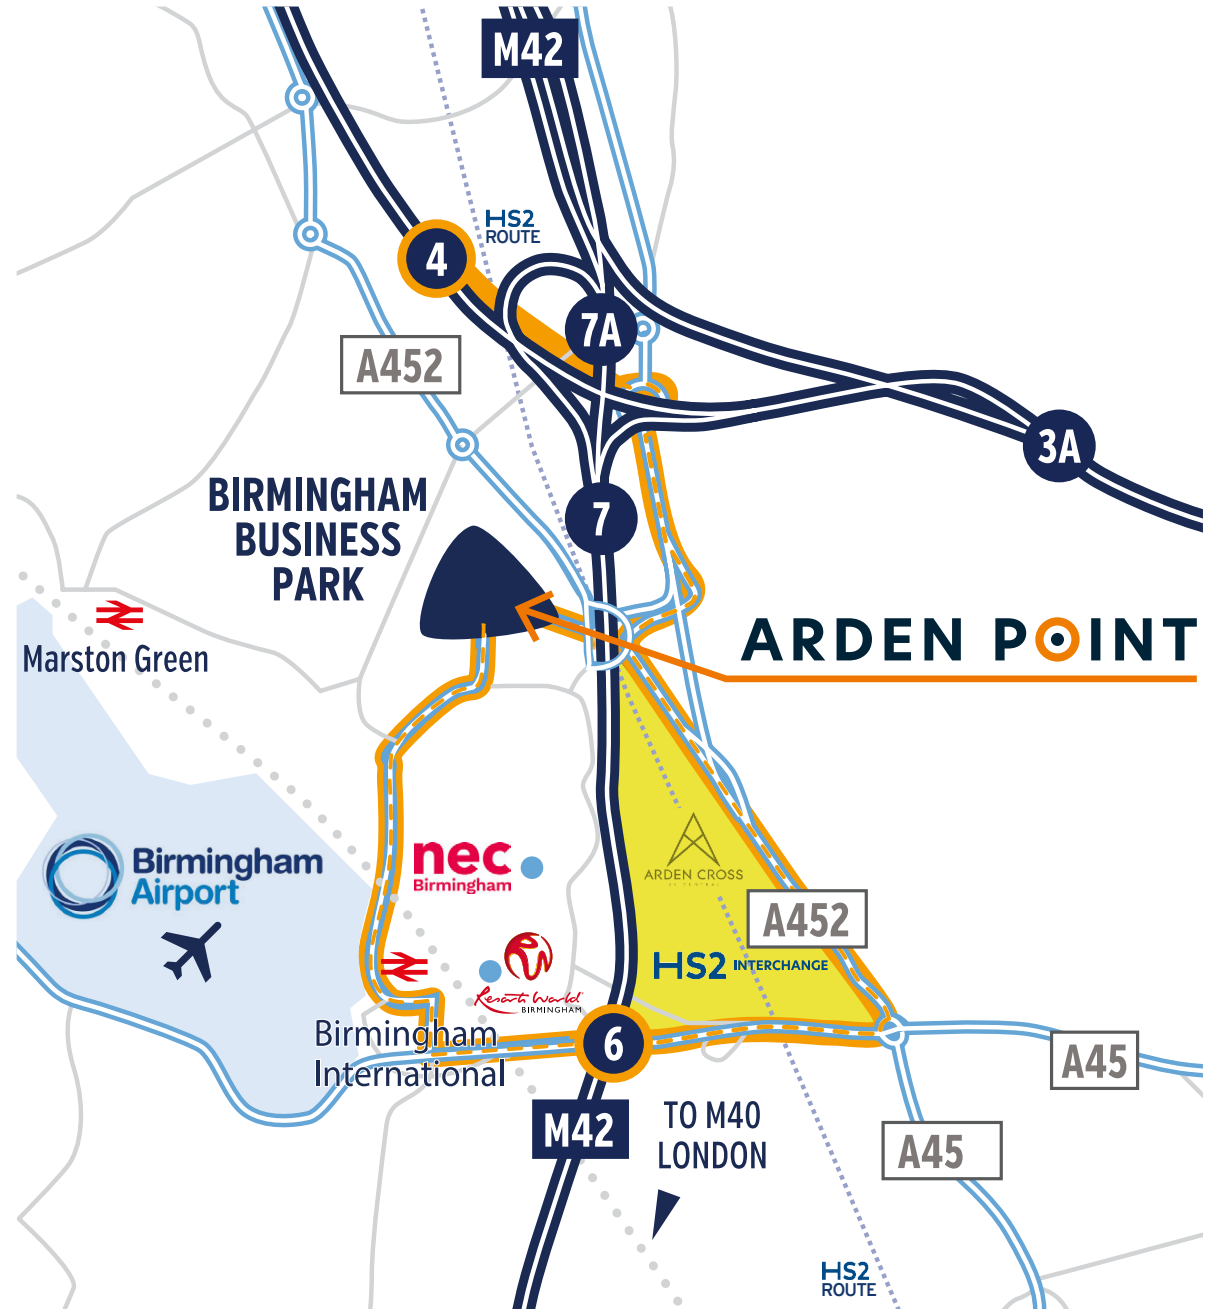 M42
HS2
ROUTE
4
7A
A452
3A
BIRMINGHAM
BUSINESS
PARK
7
ARDEN POINT
Marston Green
Birmingham
Airport
nec
Birmingham
ARDEN CROSS
UK CENTRAL
A452
HS2 INTERCHANGE
Resorts World
BIRMINGHAM
Birmingham
International
6
A45
M42
TO M40
LONDON
A45
HS2
ROUTE